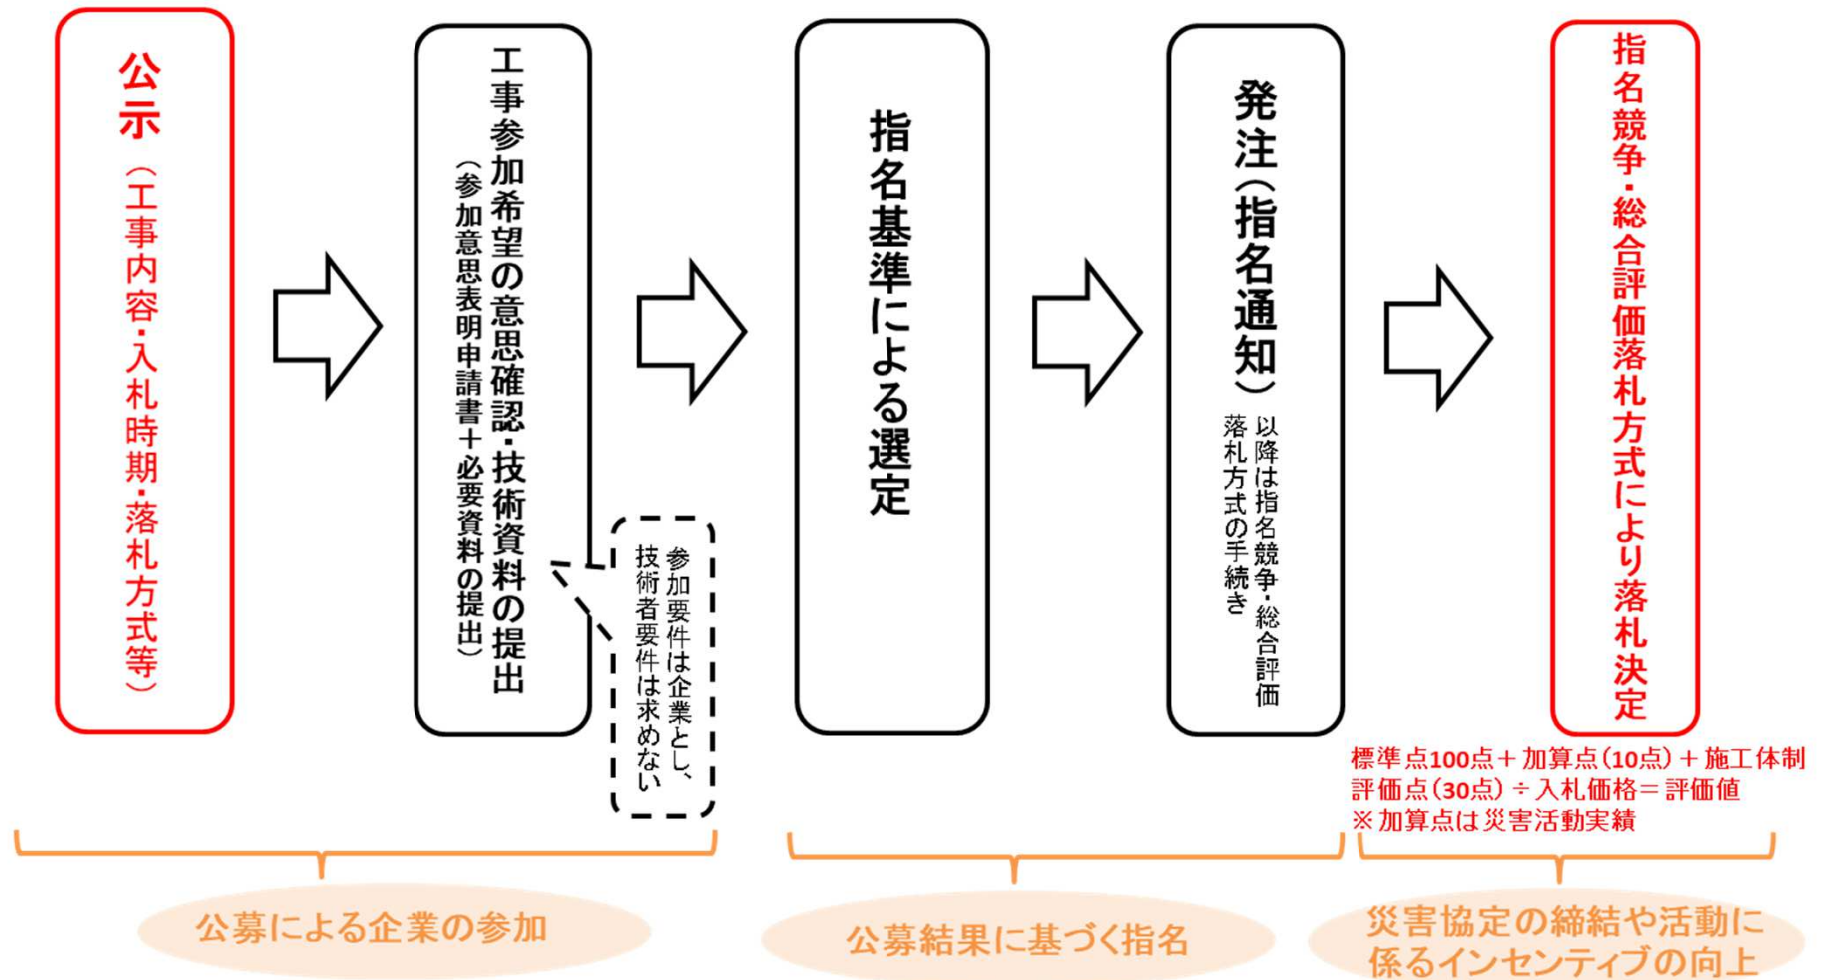 公示（工事内容・入札時期・落札方式等）
工事参加希望の意思確認・技術資料の提出
（参加意思表明申請書＋必要資料の提出）
参加要件は企業とし、
技術者要件は求めない
指名基準による選定
発注（指名通知）
以降は指名競争・総合評価
落札方式の手続き
指名競争・総合評価落札方式により落札決定
標準点100点＋加算点（10点）＋施工体制
評価点（30点）÷入札価格＝評価値
※加算点は災害活動実績
公募による企業の参加
公募結果に基づく指名
災害協定の締結や活動に
係るインセンティブの向上